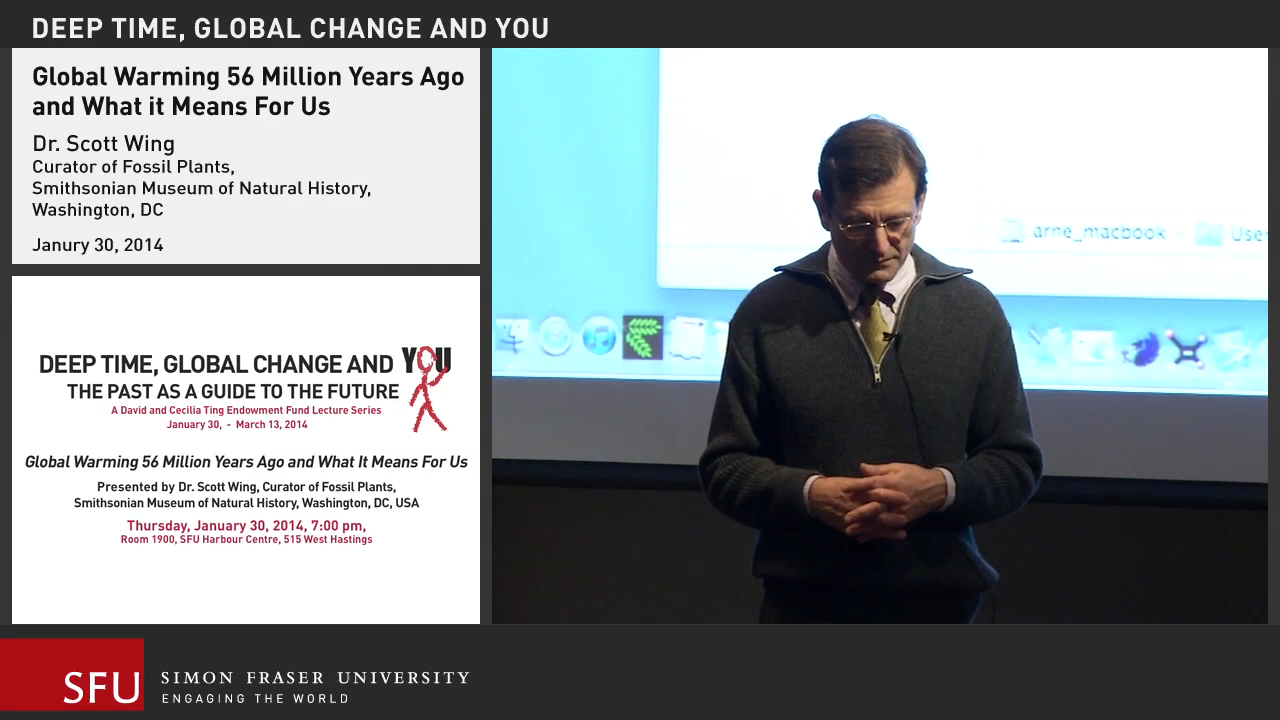 DEEP TIME, GLOBAL CHANGE AND YOU
Global Warming 56 Million Years Ago
and What it Means For Us
Dr. Scott Wing
Curator of Fossil Plants,
Smithsonian Museum of Natural History,
Washington, DC
Janury 30, 2014
arne_macbook
DEEP TIME, GLOBAL CHANGE AND YOU
THE PAST AS A GUIDE TO THE FUTURE
A David and Cecilia Ting Endowment Fund Lecture Series
January 30, - March 13, 2014
Global Warming 56 Million Years Ago and What It Means For Us
Presented by Dr. Scott Wing, Curator of Fossil Plants,
Smithsonian Museum of Natural History, Washington, DC, USA
Thursday, January 30, 2014, 7:00 pm,
Room 1900, SFU Harbour Centre, 515 West Hastings
SFU
SIMON FRASER UNIVERSITY
ENGAGING THE WORLD